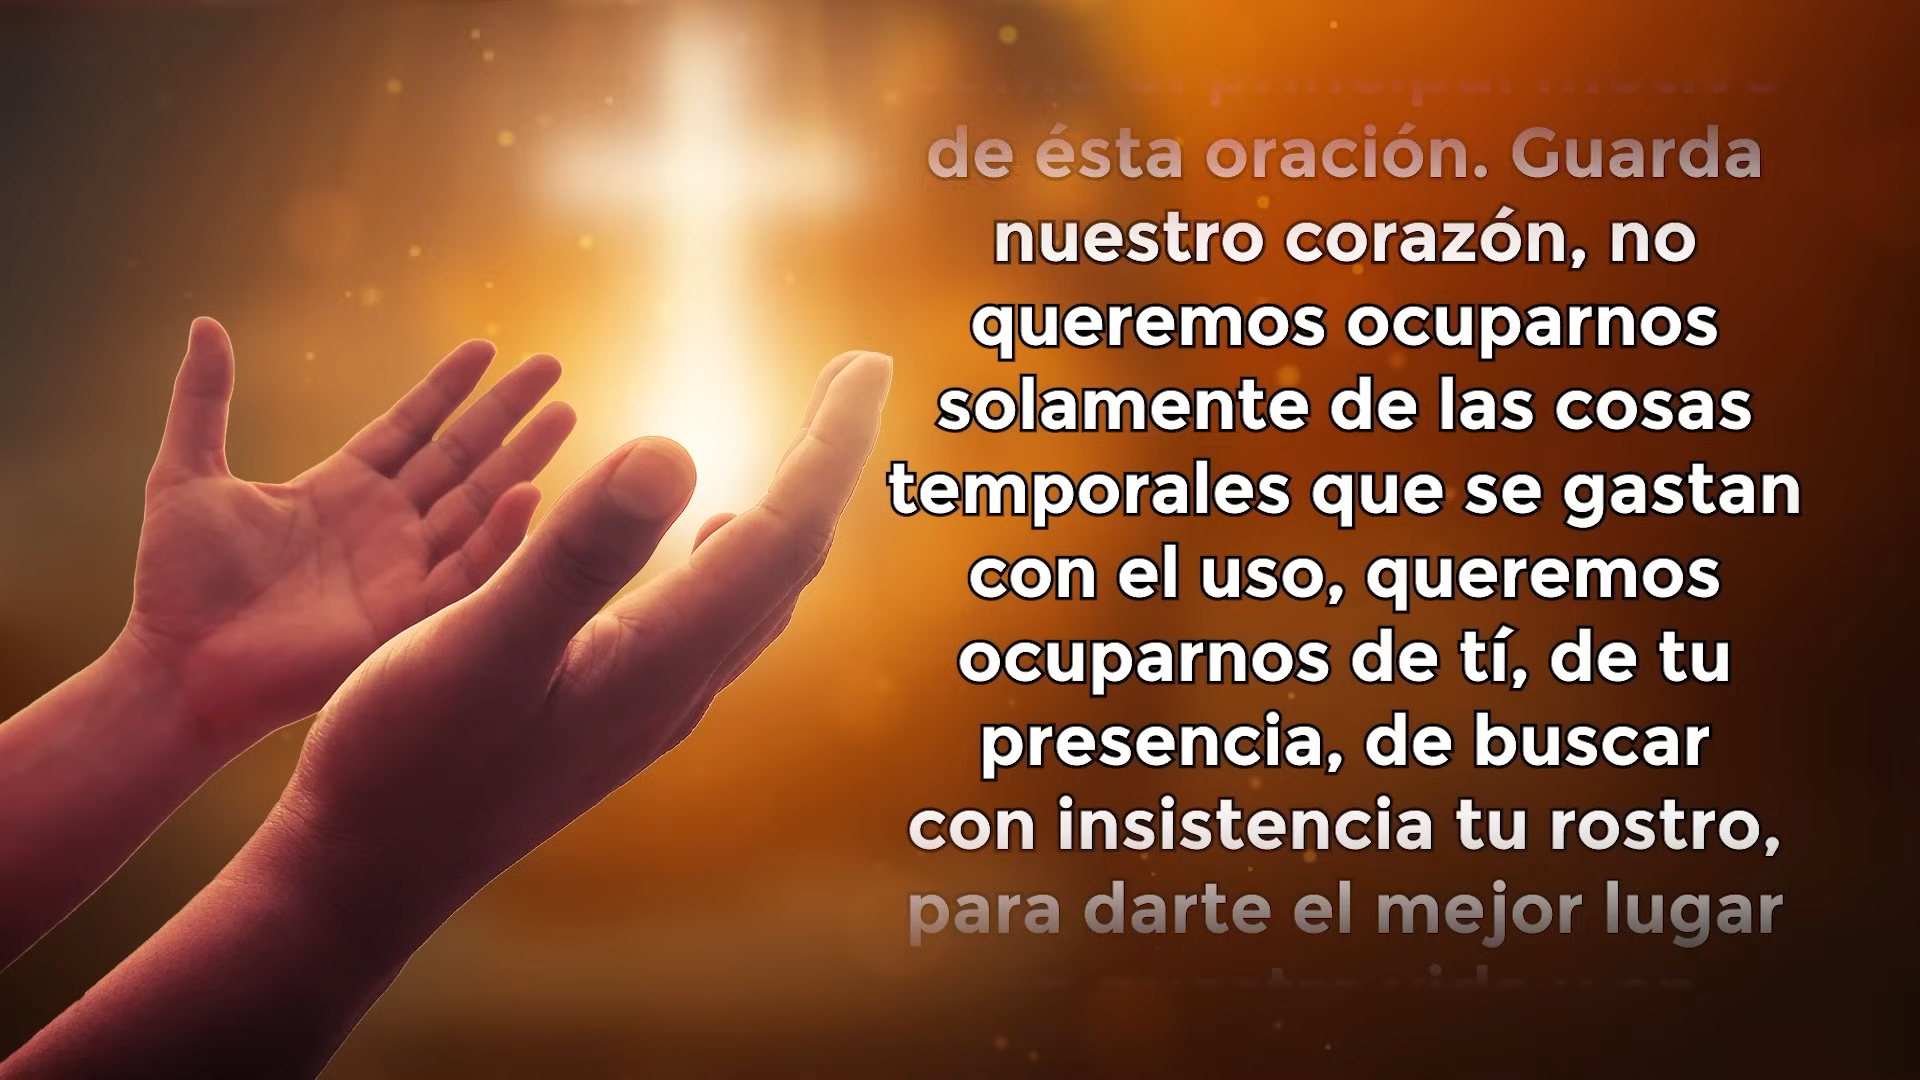 de ésta oración. Guarda
nuestro corazón, no
queremos ocuparnos
solamente de las cosas
temporales que se gastan
con el uso, queremos
ocuparnos de tí, de tu
presencia, de buscar
con insistencia tu rostro,
para darte el mejor lugar